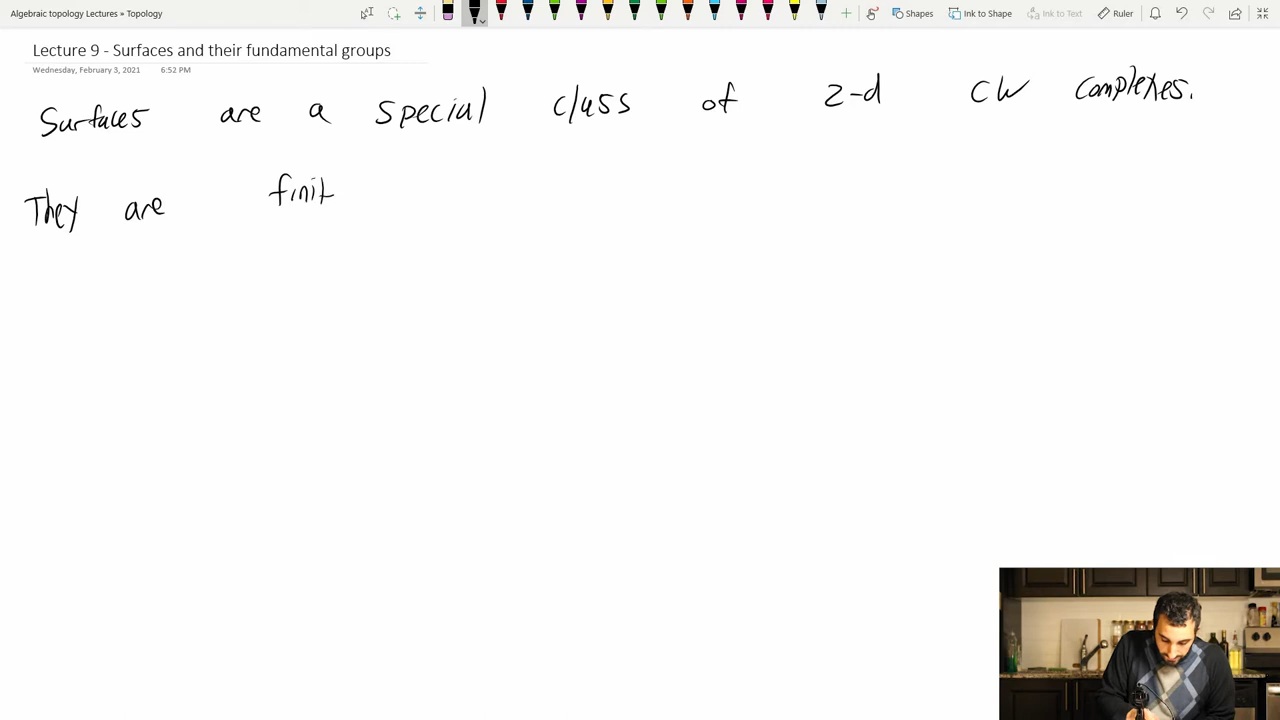 Algebraic topology Lectures » Topology
Shapes Ink to Shape Ink to Text Ruler
Lecture 9 - Surfaces and their fundamental groups
Wednesday, February 3, 2021 6:52 PM
Surfaces are a special class of 2-d CW complexes.
They are finit